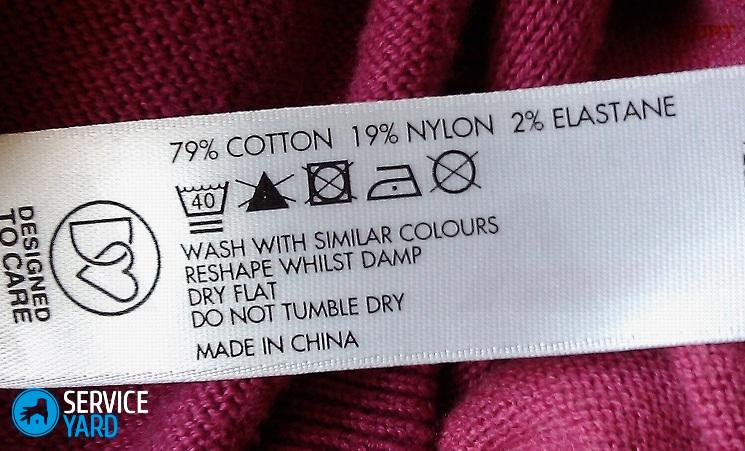 79% COTTON 19% NYLON 2% ELASTANE
40
WASH WITH SIMILAR COLOURS
RESHAPE WHILST DAMP
DRY FLAT
DO NOT TUMBLE DRY
MADE IN CHINA
DESIGNED
TO CARE
SERVICE
YARD